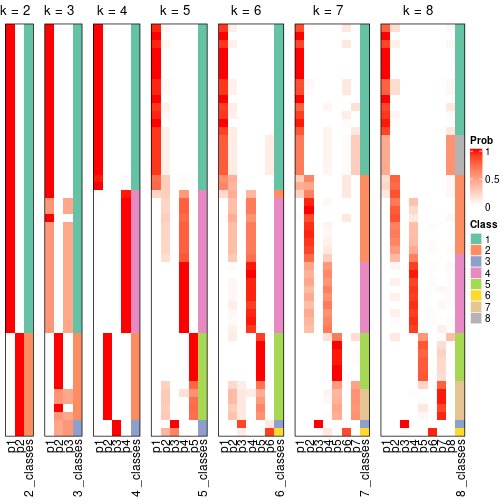 k = 2
k = 3
k = 4
k = 5
k = 6
k = 7
k = 8
Prob
1
0.5
0
Class
1
2
3
4
5
6
7
8
p1
p2
2_classes
p1
p2
p3
3_classes
p1
p2
p3
p4
4_classes
p1
p2
p3
p4
p5
5_classes
p1
p2
p3
p4
p5
p6
6_classes
p1
p2
p3
p4
p5
p6
p7
7_classes
p1
p2
p3
p4
p5
p6
p7
p8
8_classes